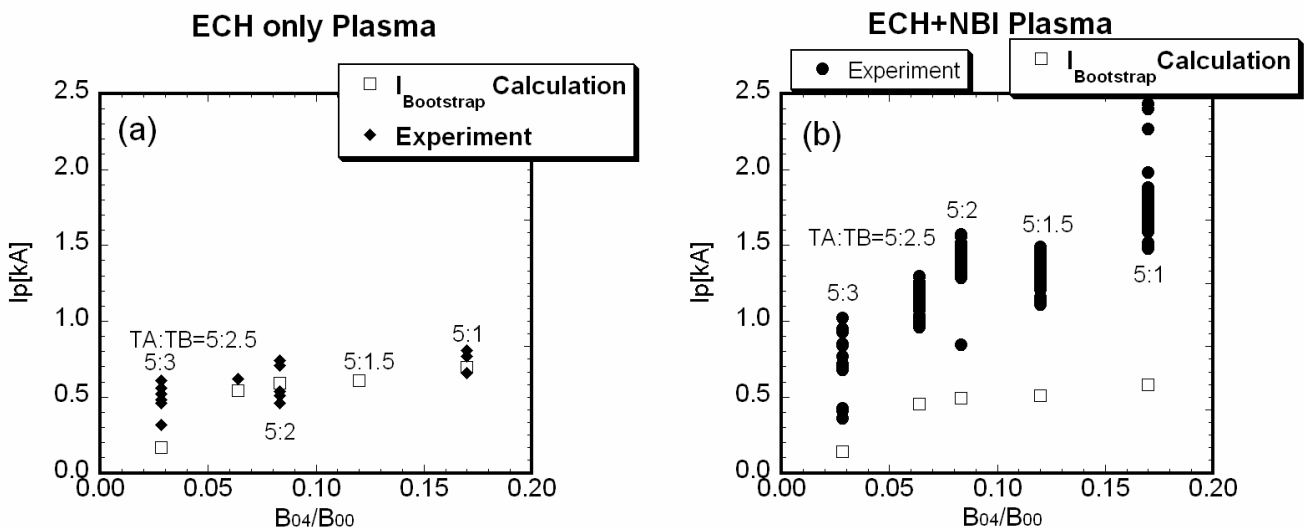 ECH only Plasma
I_Bootstrap Calculation
Experiment
(a)
2.5
2.0
1.5
1.0
0.5
0.0
Ip[kA]
TA:TB=5:2.5
5:3
5:2
5:1.5
5:1
0.00
0.05
0.10
0.15
0.20
B04/B00
ECH+NBI Plasma
Experiment
I_Bootstrap Calculation
(b)
2.5
2.0
1.5
1.0
0.5
0.0
Ip[kA]
5:3
TA:TB=5:2.5
5:2
5:1.5
5:1
0.00
0.05
0.10
0.15
0.20
B04/B00